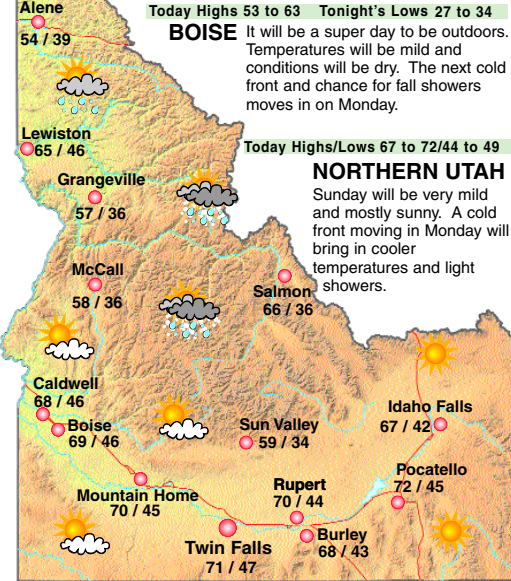 Alene
54 / 39
Today Highs 53 to 63 Tonight's Lows 27 to 34
BOISE
It will be a super day to be outdoors.
Temperatures will be mild and
conditions will be dry. The next cold
front and chance for fall showers
moves in on Monday.
Lewiston
65 / 46
Today Highs/Lows 67 to 72/44 to 49
NORTHERN UTAH
Sunday will be very mild
and mostly sunny. A cold
front moving in Monday will
bring in cooler
temperatures and light
showers.
Grangeville
57 / 36
McCall
58 / 36
Salmon
66 / 36
Caldwell
68 / 46
Boise
69 / 46
Sun Valley
59 / 34
Idaho Falls
67 / 42
Pocatello
72 / 45
Mountain Home
70 / 45
Rupert
70 / 44
Burley
68 / 43
Twin Falls
71 / 47